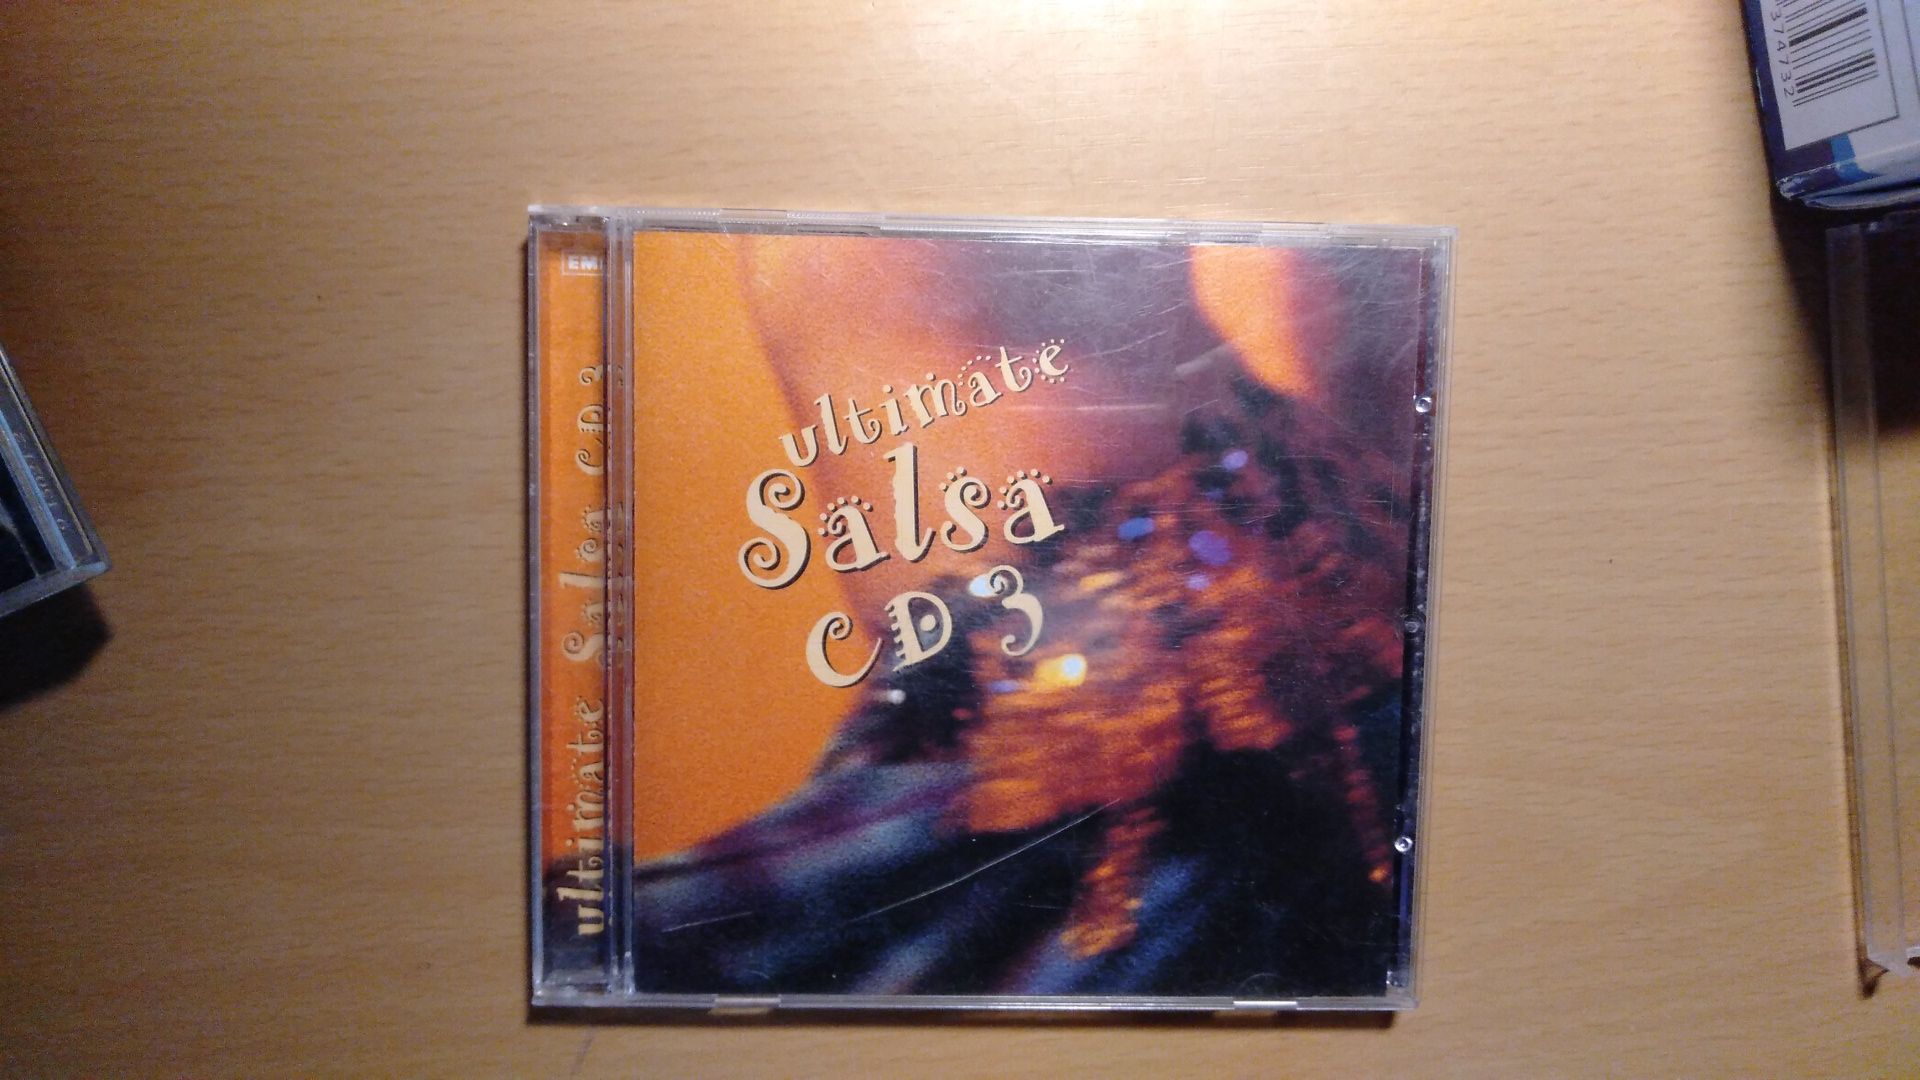 ultimate
Salsa
CD 3
EMI
ultimate Salsa CD 3
374732